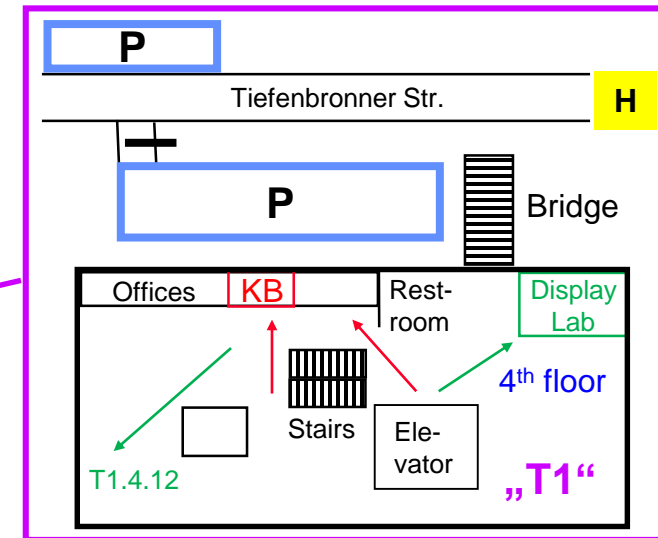 P
Tiefenbronner Str.
H
P
Bridge
Offices
KB
Rest-
room
Display
Lab
4th floor
Stairs
Ele-
vator
T1.4.12
„T1“